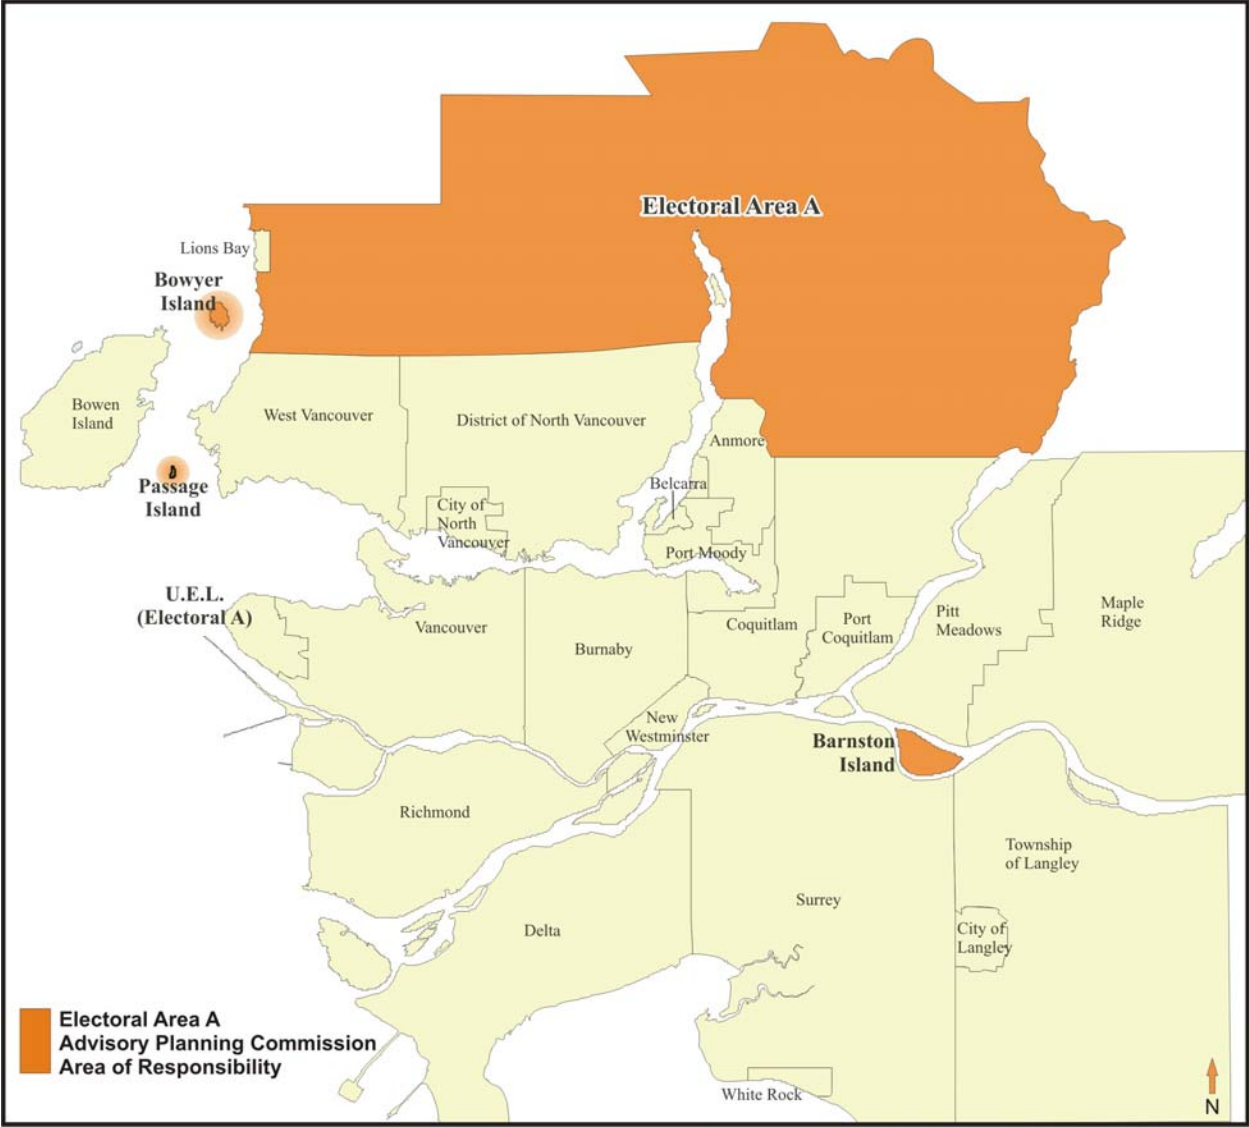 Electoral Area A
Lions Bay
Bowyer
Island
Bowen
Island
West Vancouver
District of North Vancouver
Anmore
Passage
Island
Belcarra
City of
North
Vancouver
Port Moody
U.E.L.
(Electoral A)
Vancouver
Burnaby
Coquitlam
Port
Coquitlam
Pitt
Meadows
Maple
Ridge
New
Westminster
Barnston
Island
Richmond
Township
of Langley
Surrey
Delta
City of
Langley
Electoral Area A
Advisory Planning Commission
Area of Responsibility
White Rock
N